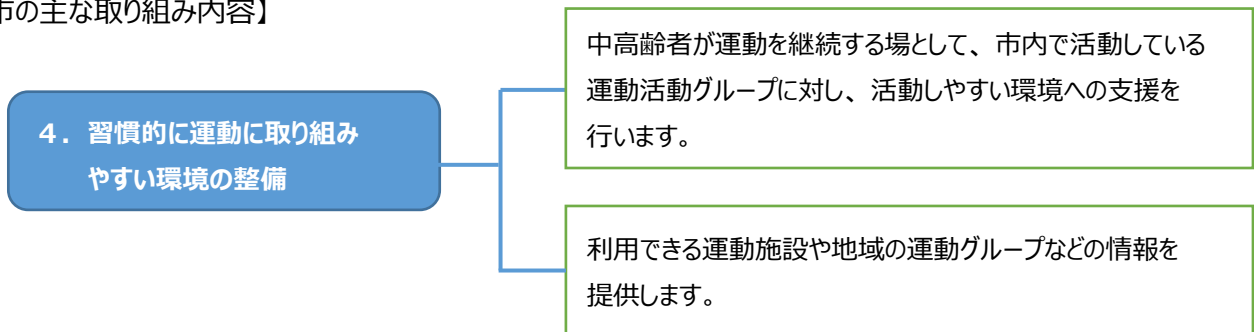 市の主な取り組み内容】
中高齢者が運動を継続する場として、市内で活動している
運動活動グループに対し、活動しやすい環境への支援を
行います。
４．習慣的に運動に取り組み
やすい環境の整備
利用できる運動施設や地域の運動グループなどの情報を
提供します。